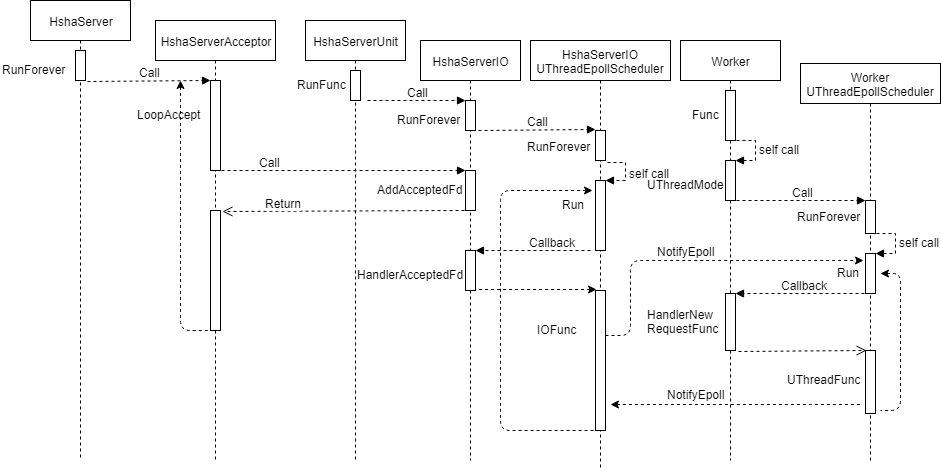 HshaServer
HshaServerAcceptor
HshaServerUnit
HshaServerIO
HshaServerIO
UThreadEpollScheduler
Worker
Worker
UThreadEpollScheduler
RunForever
Call
RunFunc
Call
LoopAccept
RunForever
Call
Func
RunForever
self call
Call
self call
AddAcceptedFd
UThreadMode
Call
Return
Run
RunForever
Callback
NotifyEpoll
self call
HandlerAcceptedFd
Run
Callback
IOFunc
HandlerNew
RequestFunc
UThreadFunc
NotifyEpoll